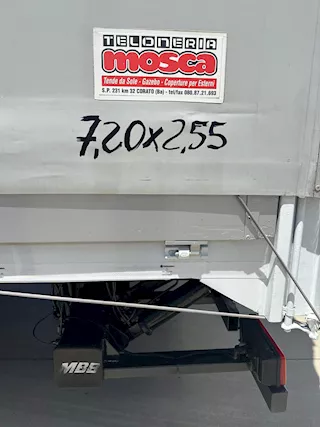 TELONERIA
mosca
Tende da Sole - Gazebo - Coperture per Esterni
S.P. 231 km 32 CORATO (Ba) - tel/fax 080.87.21.693
7,20x2,55
MBB